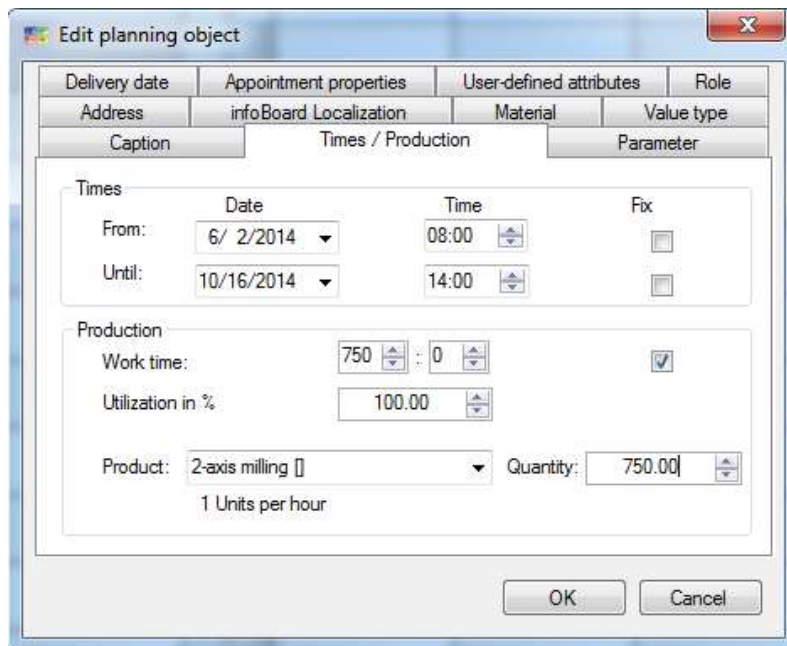 Edit planning object
Delivery date Appointment properties User-defined attributes Role
Address infoBoard Localization Material Value type
Caption Times / Production Parameter
Times
Date Time Fix
From: 6/ 2/2014 08:00
Until: 10/16/2014 14:00
Production
Work time: 750 : 0
Utilization in % 100.00
Product: 2-axis milling [] Quantity: 750.00
1 Units per hour
OK Cancel